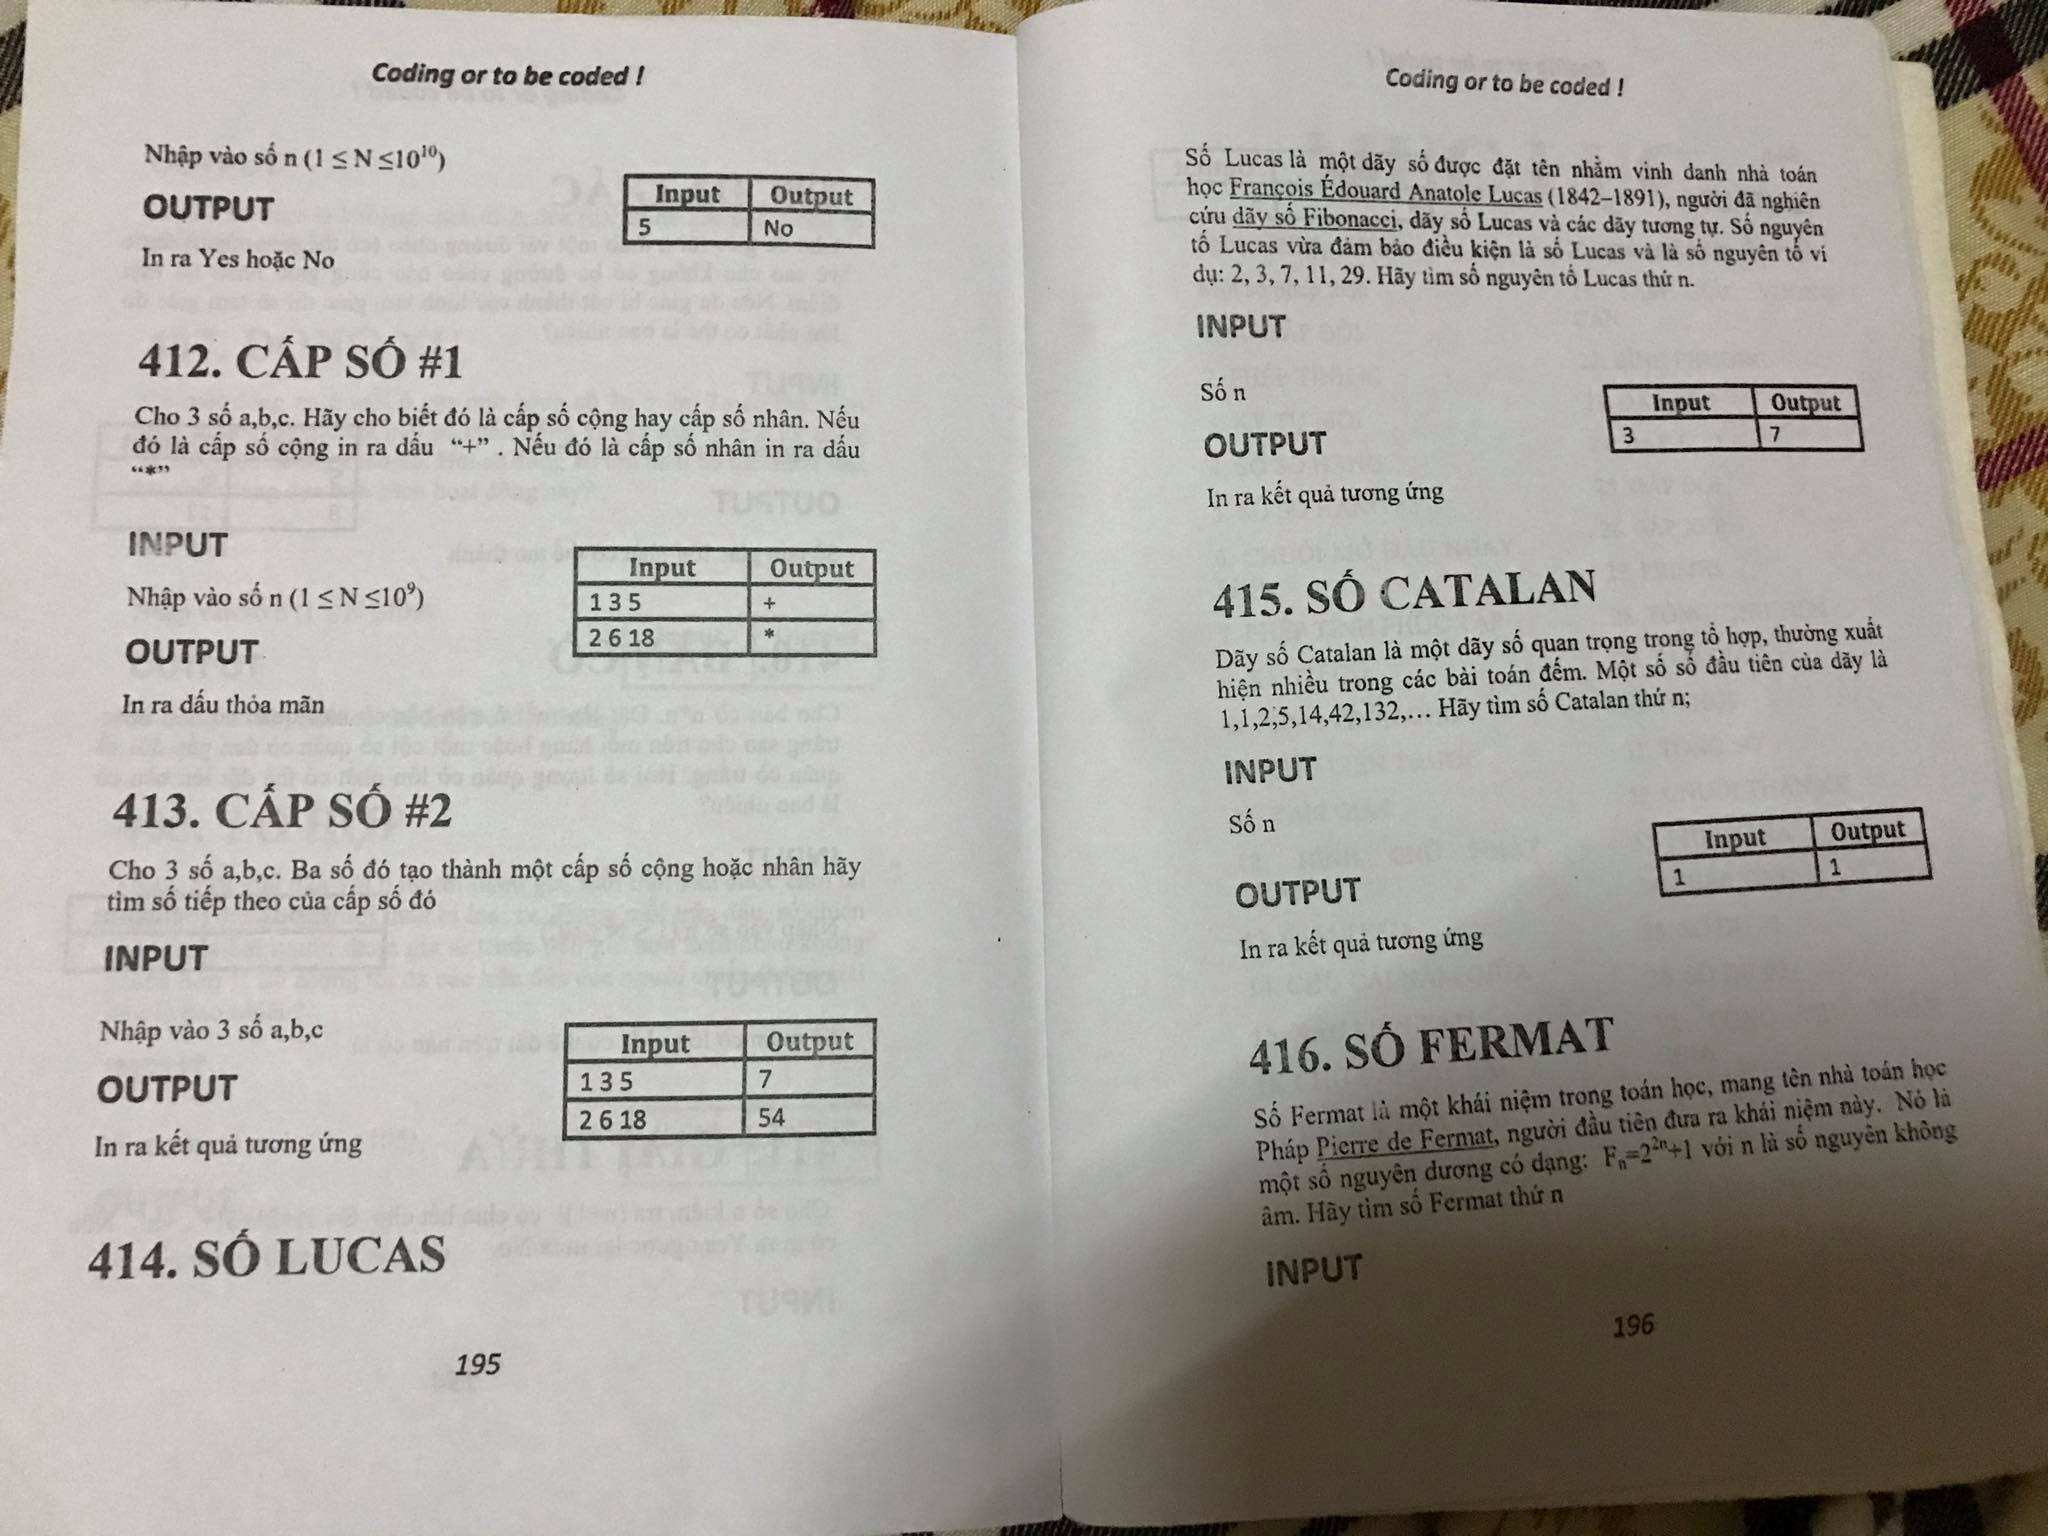 Coding or to be coded !
Nhập vào số n (1 ≤ N ≤10¹⁰)
OUTPUT
In ra Yes hoặc No
Input Output
5 No
412. CẤP SỐ #1
Cho 3 số a,b,c. Hãy cho biết đó là cấp số cộng hay cấp số nhân. Nếu
đó là cấp số cộng in ra dấu “+” . Nếu đó là cấp số nhân in ra dấu
“*”
INPUT
Nhập vào số n (1 ≤ N ≤10⁹)
OUTPUT
In ra dấu thỏa mãn
Input Output
1 3 5 +
2 6 18 *
413. CẤP SỐ #2
Cho 3 số a,b,c. Ba số đó tạo thành một cấp số cộng hoặc nhân hãy
tìm số tiếp theo của cấp số đó
INPUT
Nhập vào 3 số a,b,c
OUTPUT
In ra kết quả tương ứng
Input Output
1 3 5 7
2 6 18 54
414. SỐ LUCAS
195
Coding or to be coded !
Số Lucas là một dãy số được đặt tên nhằm vinh danh nhà toán
học François Édouard Anatole Lucas (1842–1891), người đã nghiên
cứu dãy số Fibonacci, dãy số Lucas và các dãy tương tự. Số nguyên
tố Lucas vừa đảm bảo điều kiện là số Lucas và là số nguyên tố ví
dụ: 2, 3, 7, 11, 29. Hãy tìm số nguyên tố Lucas thứ n.
INPUT
Số n
OUTPUT
In ra kết quả tương ứng
Input Output
3 7
415. SỐ CATALAN
Dãy số Catalan là một dãy số quan trọng trong tổ hợp, thường xuất
hiện nhiều trong các bài toán đếm. Một số số đầu tiên của dãy là
1,1,2,5,14,42,132,… Hãy tìm số Catalan thứ n;
INPUT
Số n
OUTPUT
In ra kết quả tương ứng
Input Output
1 1
416. SỐ FERMAT
Số Fermat là một khái niệm trong toán học, mang tên nhà toán học
Pháp Pierre de Fermat, người đầu tiên đưa ra khái niệm này. Nó là
một số nguyên dương có dạng: Fₙ=2²ⁿ+1 với n là số nguyên không
âm. Hãy tìm số Fermat thứ n
INPUT
196